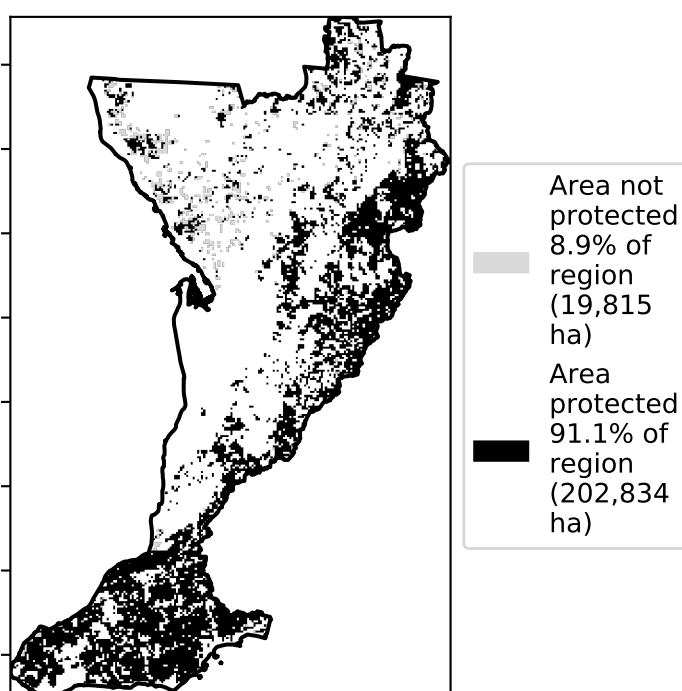 Area not
protected
8.9% of
region
(19,815
ha)
Area
protected
91.1% of
region
(202,834
ha)